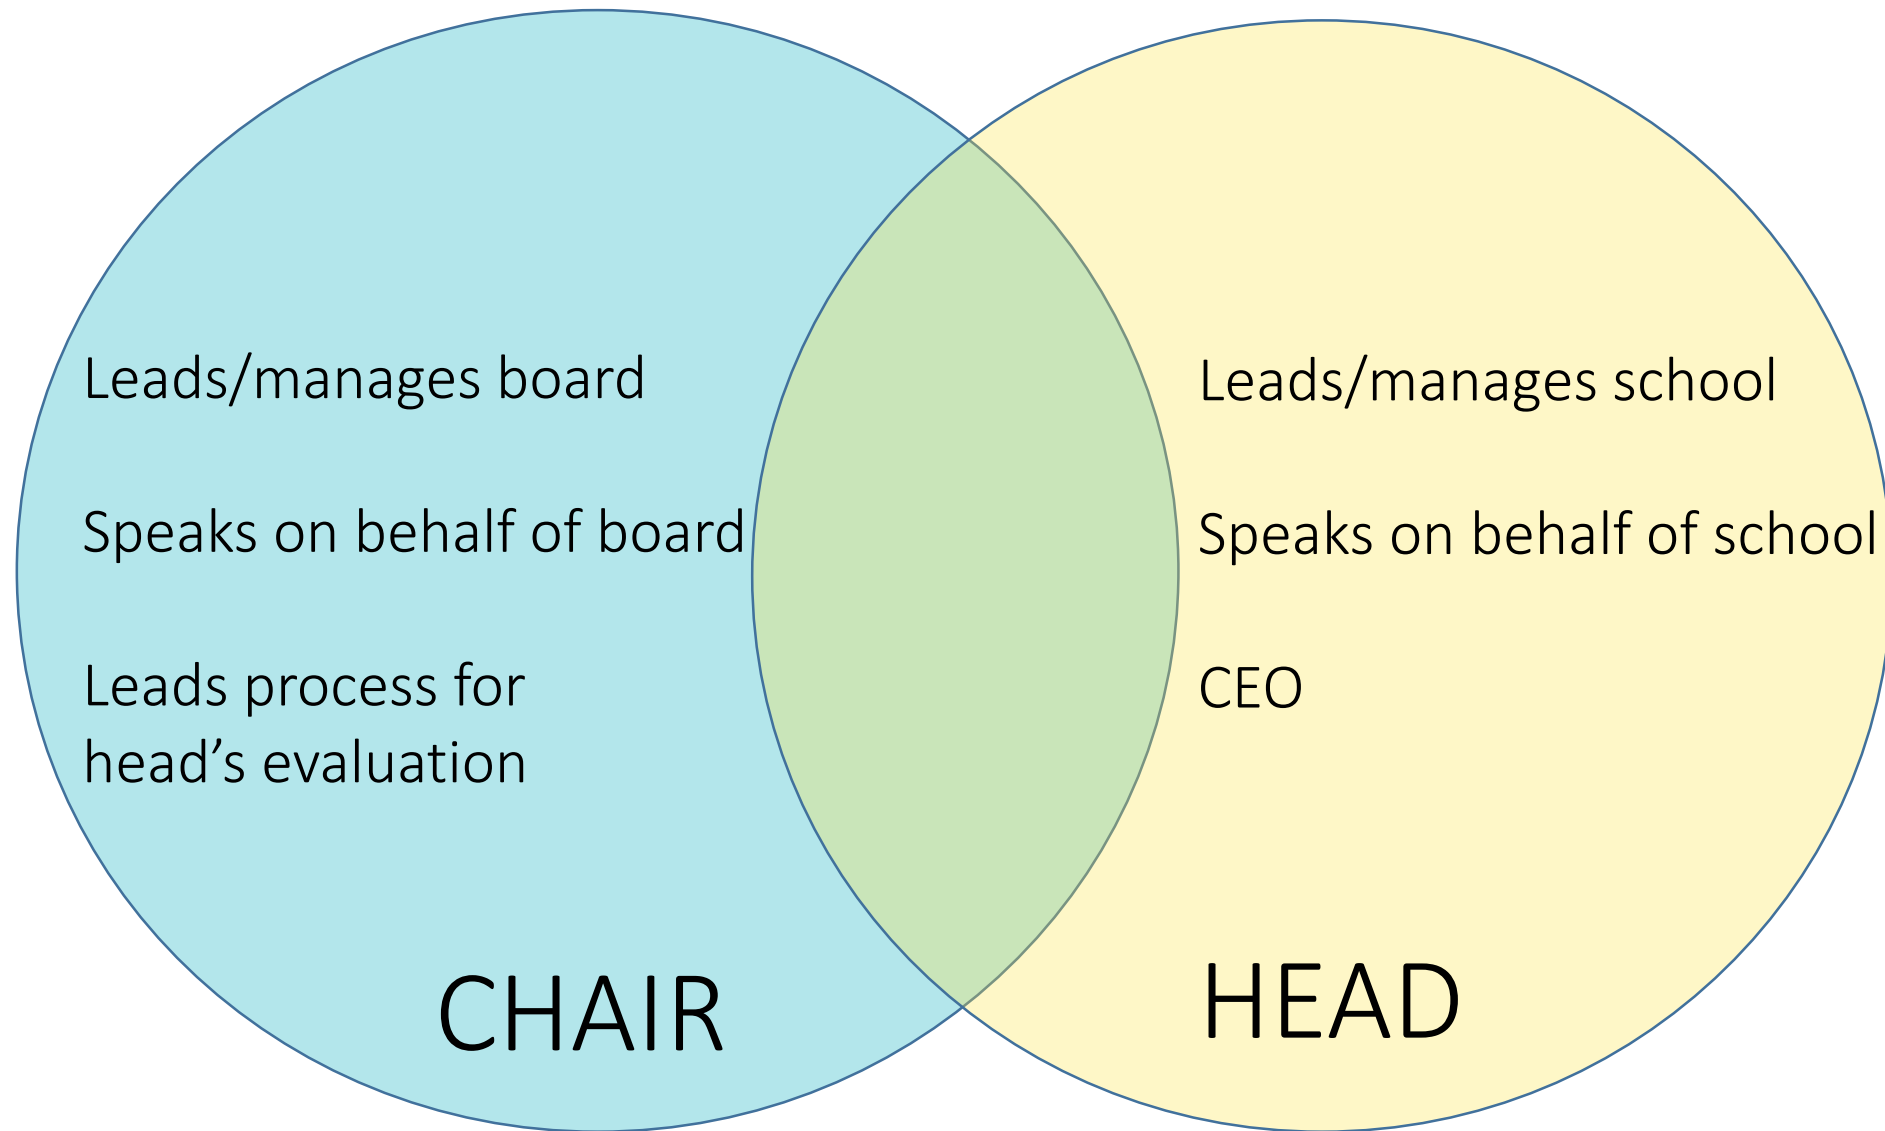 Leads/manages board
Speaks on behalf of board
Leads process for
head’s evaluation
CHAIR
Leads/manages school
Speaks on behalf of school
CEO
HEAD